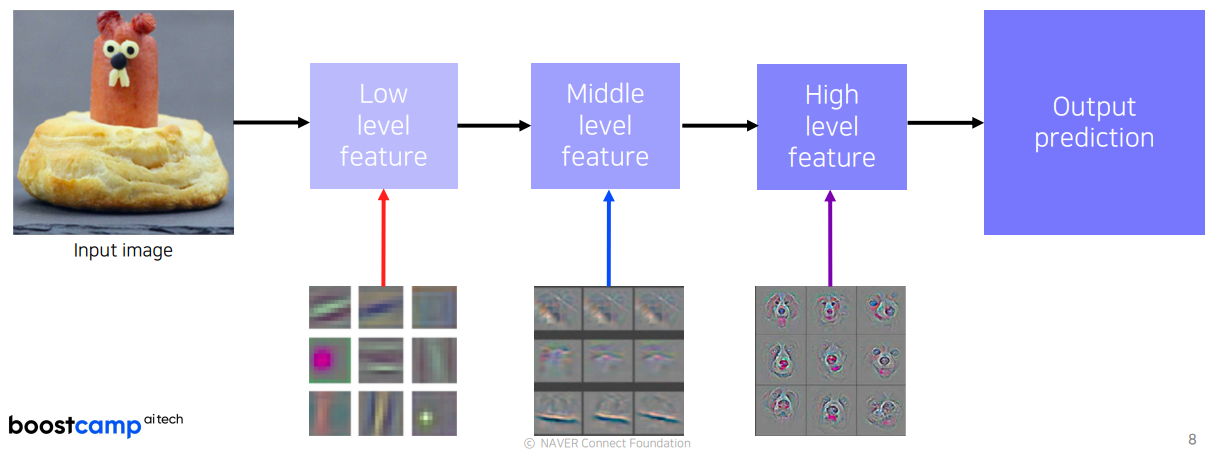 Low
level
feature
Middle
level
feature
High
level
feature
Output
prediction
Input image
boostcamp ai tech
© NAVER Connect Foundation
8